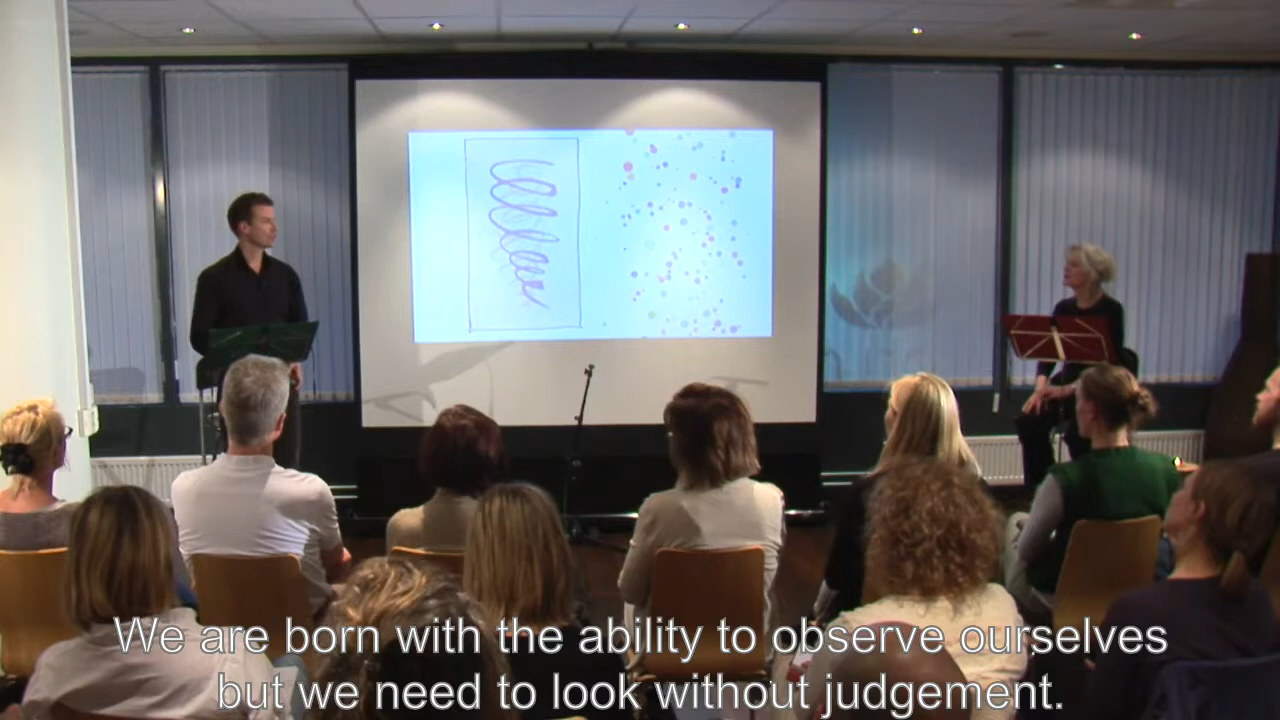 We are born with the ability to observe ourselves
but we need to look without judgement.